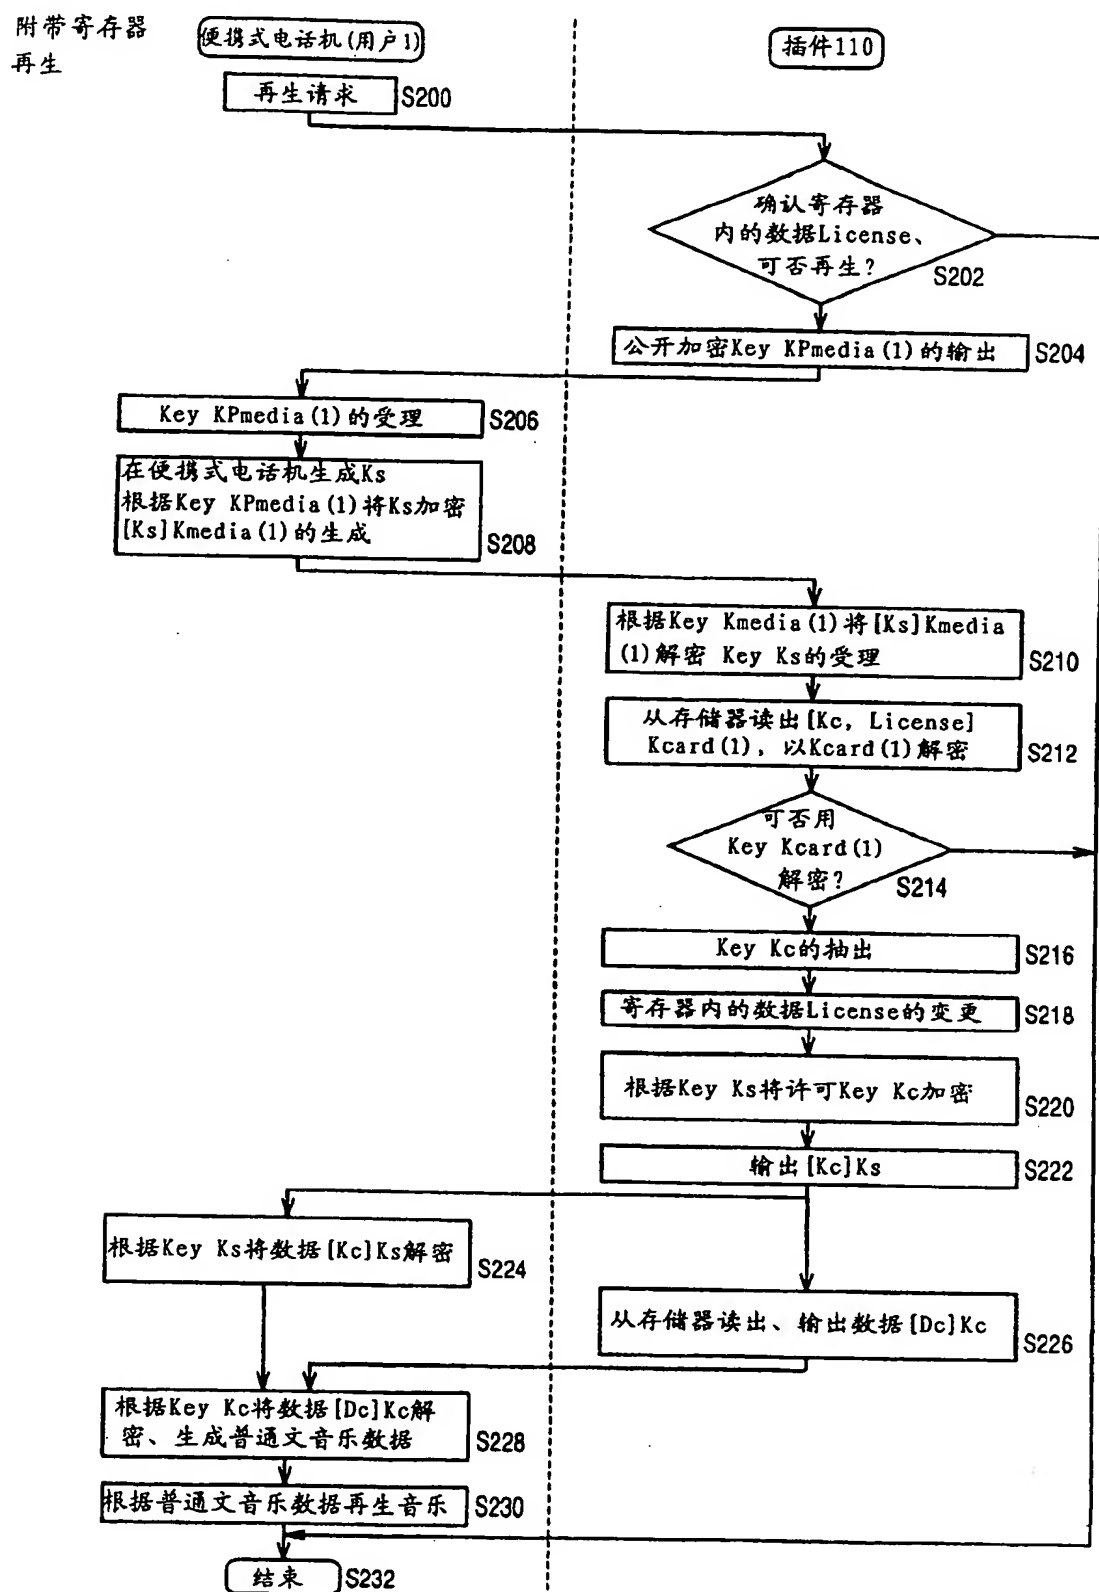 附带寄存器
再生
便携式电话机(用户1)
插件110
再生请求
S200
确认寄存器
内的数据License、
可否再生?
S202
公开加密Key KPmedia(1)的输出
S204
Key KPmedia(1)的受理
S206
在便携式电话机生成Ks
根据Key KPmedia(1)将Ks加密
[Ks]Kmedia(1)的生成
S208
根据Key Kmedia(1)将[Ks]Kmedia
(1)解密 Key Ks的受理
S210
从存储器读出[Kc, License]
Kcard(1), 以Kcard(1)解密
S212
可否用
Key Kcard(1)
解密?
S214
Key Kc的抽出
S216
寄存器内的数据License的变更
S218
根据Key Ks将许可Key Kc加密
S220
输出[Kc]Ks
S222
根据Key Ks将数据[Kc]Ks解密
S224
从存储器读出、输出数据[Dc]Kc
S226
根据Key Kc将数据[Dc]Kc解
密、生成普通文音乐数据
S228
根据普通文音乐数据再生音乐
S230
结束
S232